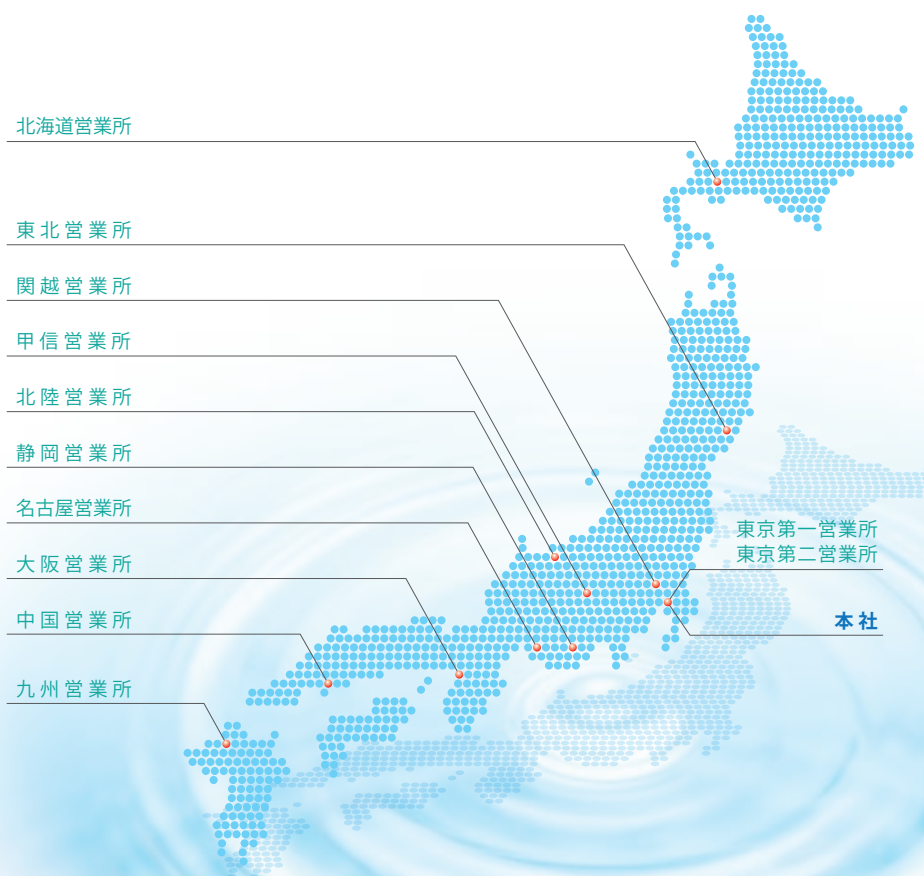 北海道営業所
東北営業所
関越営業所
甲信営業所
北陸営業所
静岡営業所
名古屋営業所
大阪営業所
中国営業所
九州営業所
東京第一営業所
東京第二営業所
本社